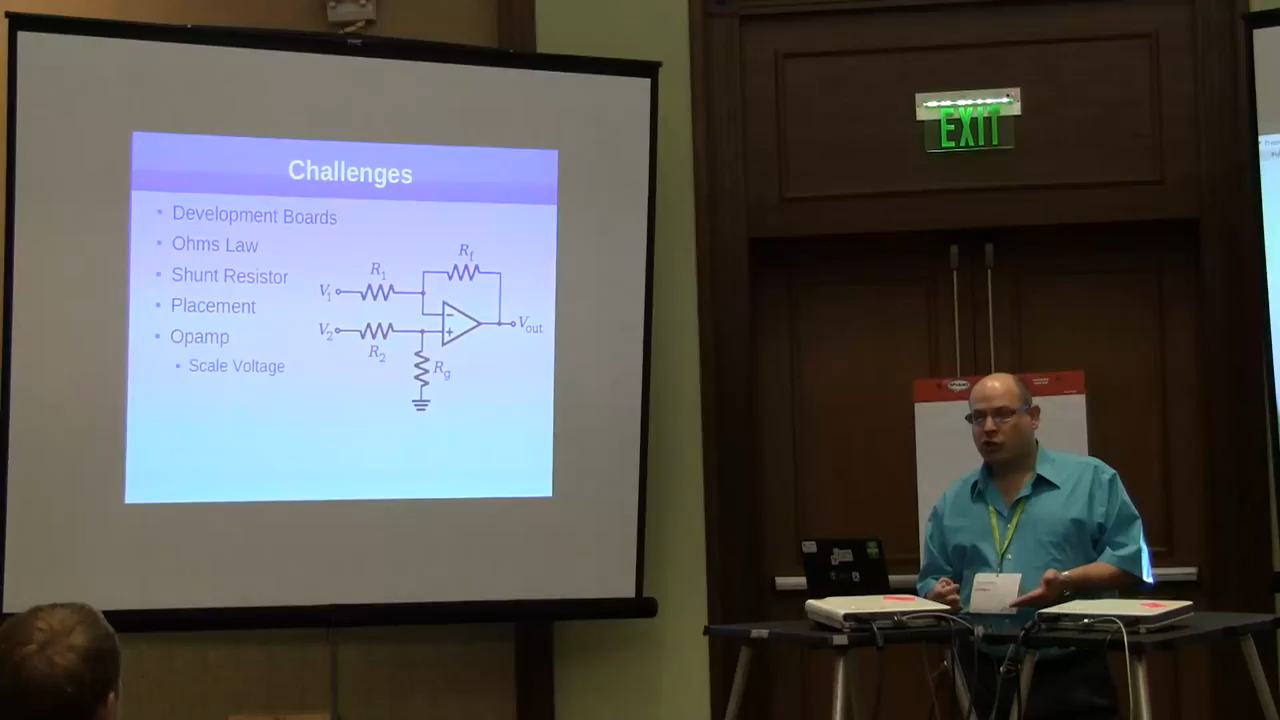 Challenges
Development Boards
Ohms Law
Shunt Resistor
Placement
Opamp
Scale Voltage
Rf
R1
V1
V2
R2
Rg
Vout
−
+
EXIT